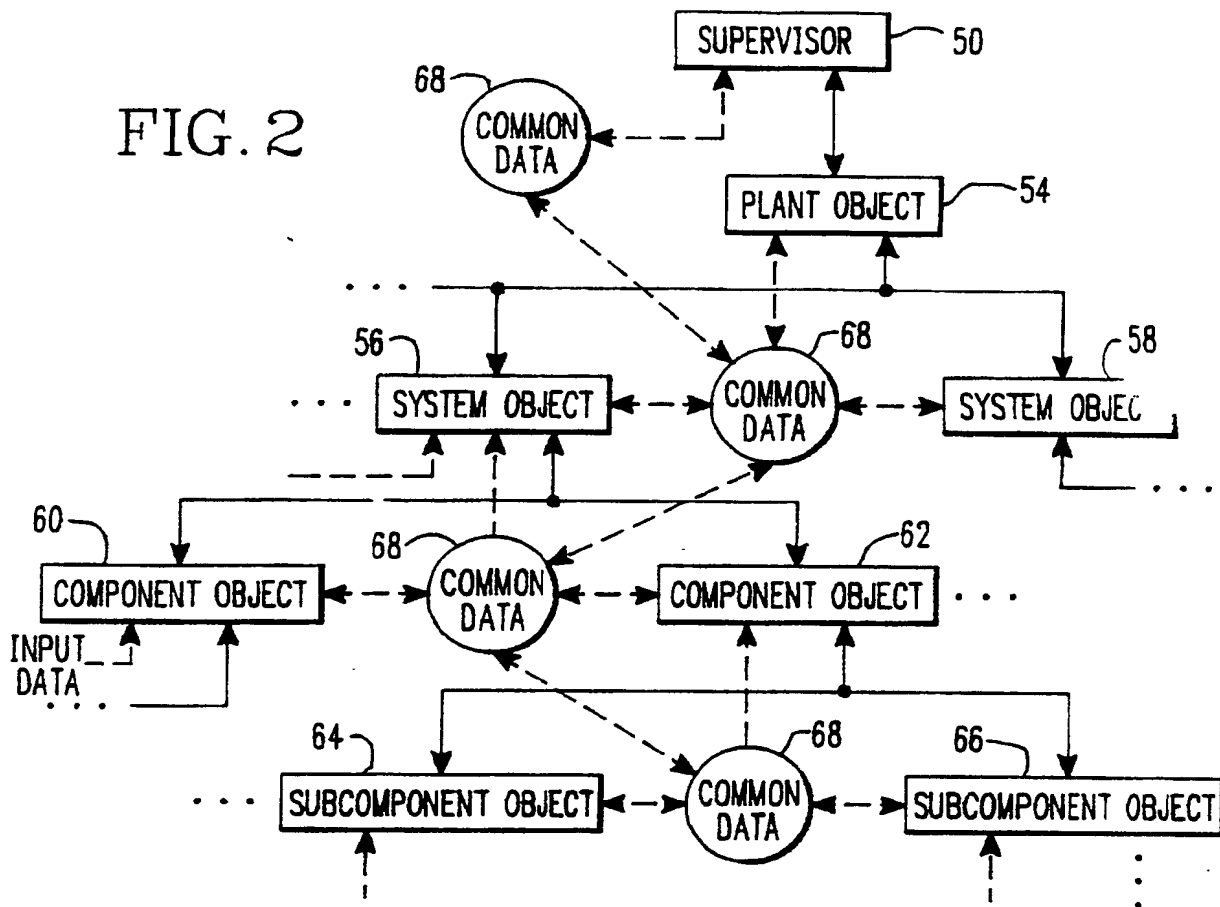 FIG. 2
SUPERVISOR
50
68
COMMON
DATA
PLANT OBJECT
54
56
SYSTEM OBJECT
68
COMMON
DATA
58
SYSTEM OBJEC
60
COMPONENT OBJECT
68
COMMON
DATA
62
COMPONENT OBJECT
INPUT
DATA
64
SUBCOMPONENT OBJECT
68
COMMON
DATA
66
SUBCOMPONENT OBJECT